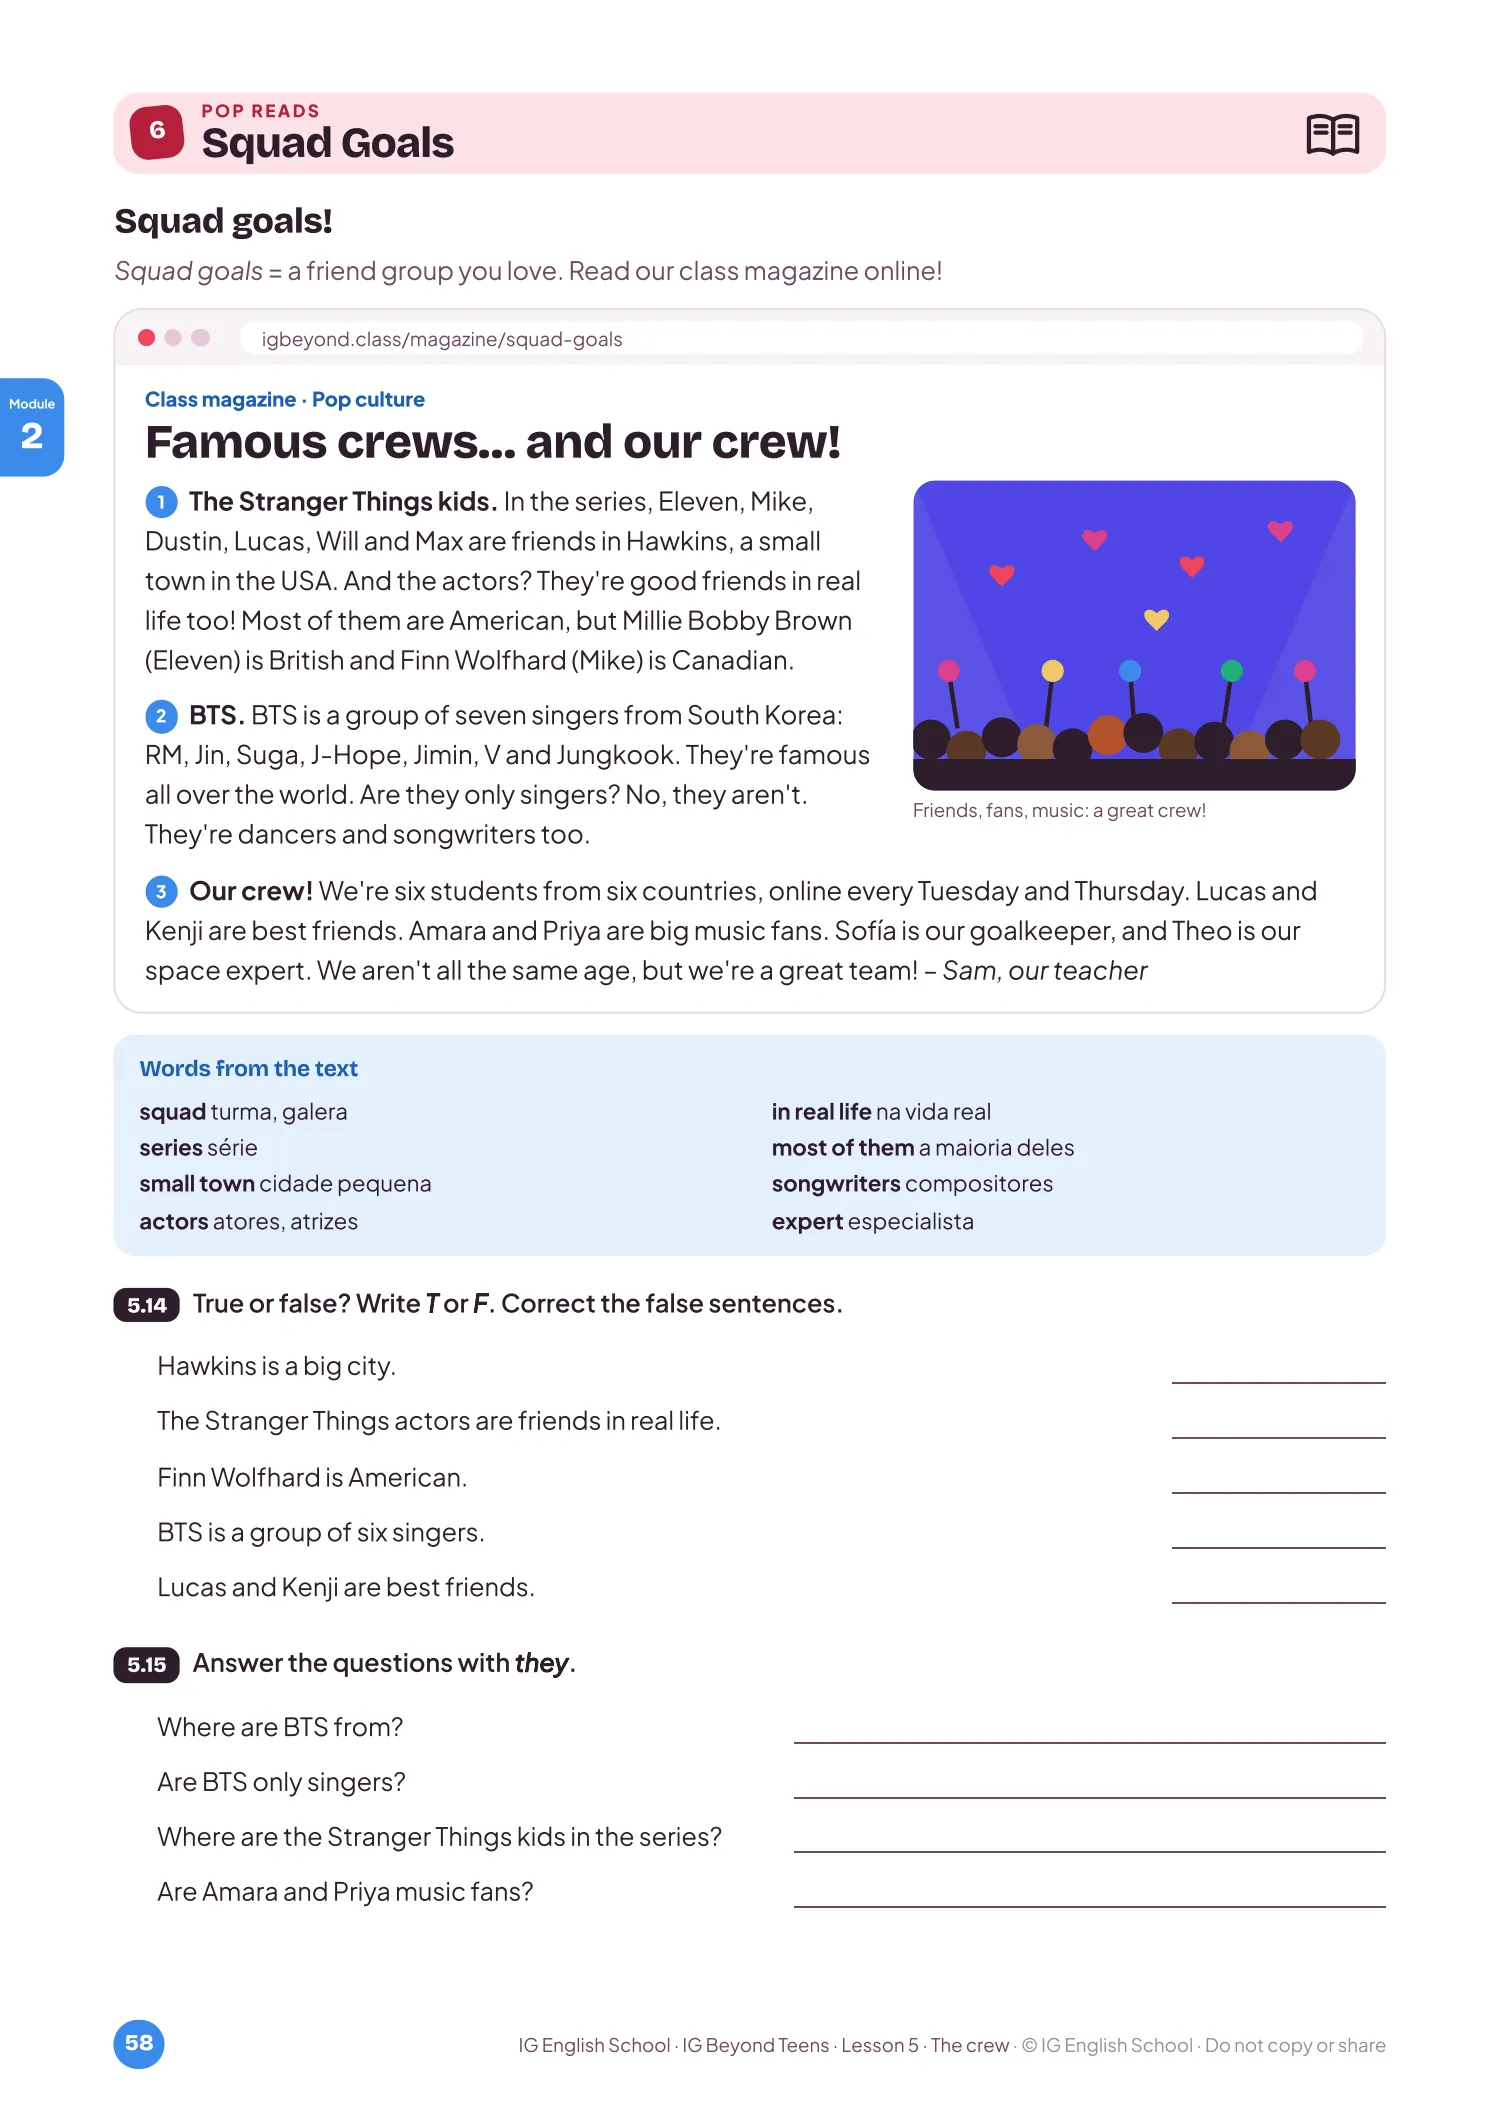 6
POP READS
Squad Goals
Squad goals!
Squad goals = a friend group you love. Read our class magazine online!
igbeyond.class/magazine/squad-goals
Module
2
Class magazine · Pop culture
Famous crews... and our crew!
1 The Stranger Things kids. In the series, Eleven, Mike,
Dustin, Lucas, Will and Max are friends in Hawkins, a small
town in the USA. And the actors? They're good friends in real
life too! Most of them are American, but Millie Bobby Brown
(Eleven) is British and Finn Wolfhard (Mike) is Canadian.
2 BTS. BTS is a group of seven singers from South Korea:
RM, Jin, Suga, J-Hope, Jimin, V and Jungkook. They're famous
all over the world. Are they only singers? No, they aren't.
They're dancers and songwriters too.
Friends, fans, music: a great crew!
3 Our crew! We're six students from six countries, online every Tuesday and Thursday. Lucas and
Kenji are best friends. Amara and Priya are big music fans. Sofía is our goalkeeper, and Theo is our
space expert. We aren't all the same age, but we're a great team! – Sam, our teacher
Words from the text
squad turma, galera
series série
small town cidade pequena
actors atores, atrizes
in real life na vida real
most of them a maioria deles
songwriters compositores
expert especialista
5.14 True or false? Write T or F. Correct the false sentences.
Hawkins is a big city.
The Stranger Things actors are friends in real life.
Finn Wolfhard is American.
BTS is a group of six singers.
Lucas and Kenji are best friends.
5.15 Answer the questions with they.
Where are BTS from?
Are BTS only singers?
Where are the Stranger Things kids in the series?
Are Amara and Priya music fans?
58
IG English School · IG Beyond Teens · Lesson 5 · The crew · © IG English School · Do not copy or share